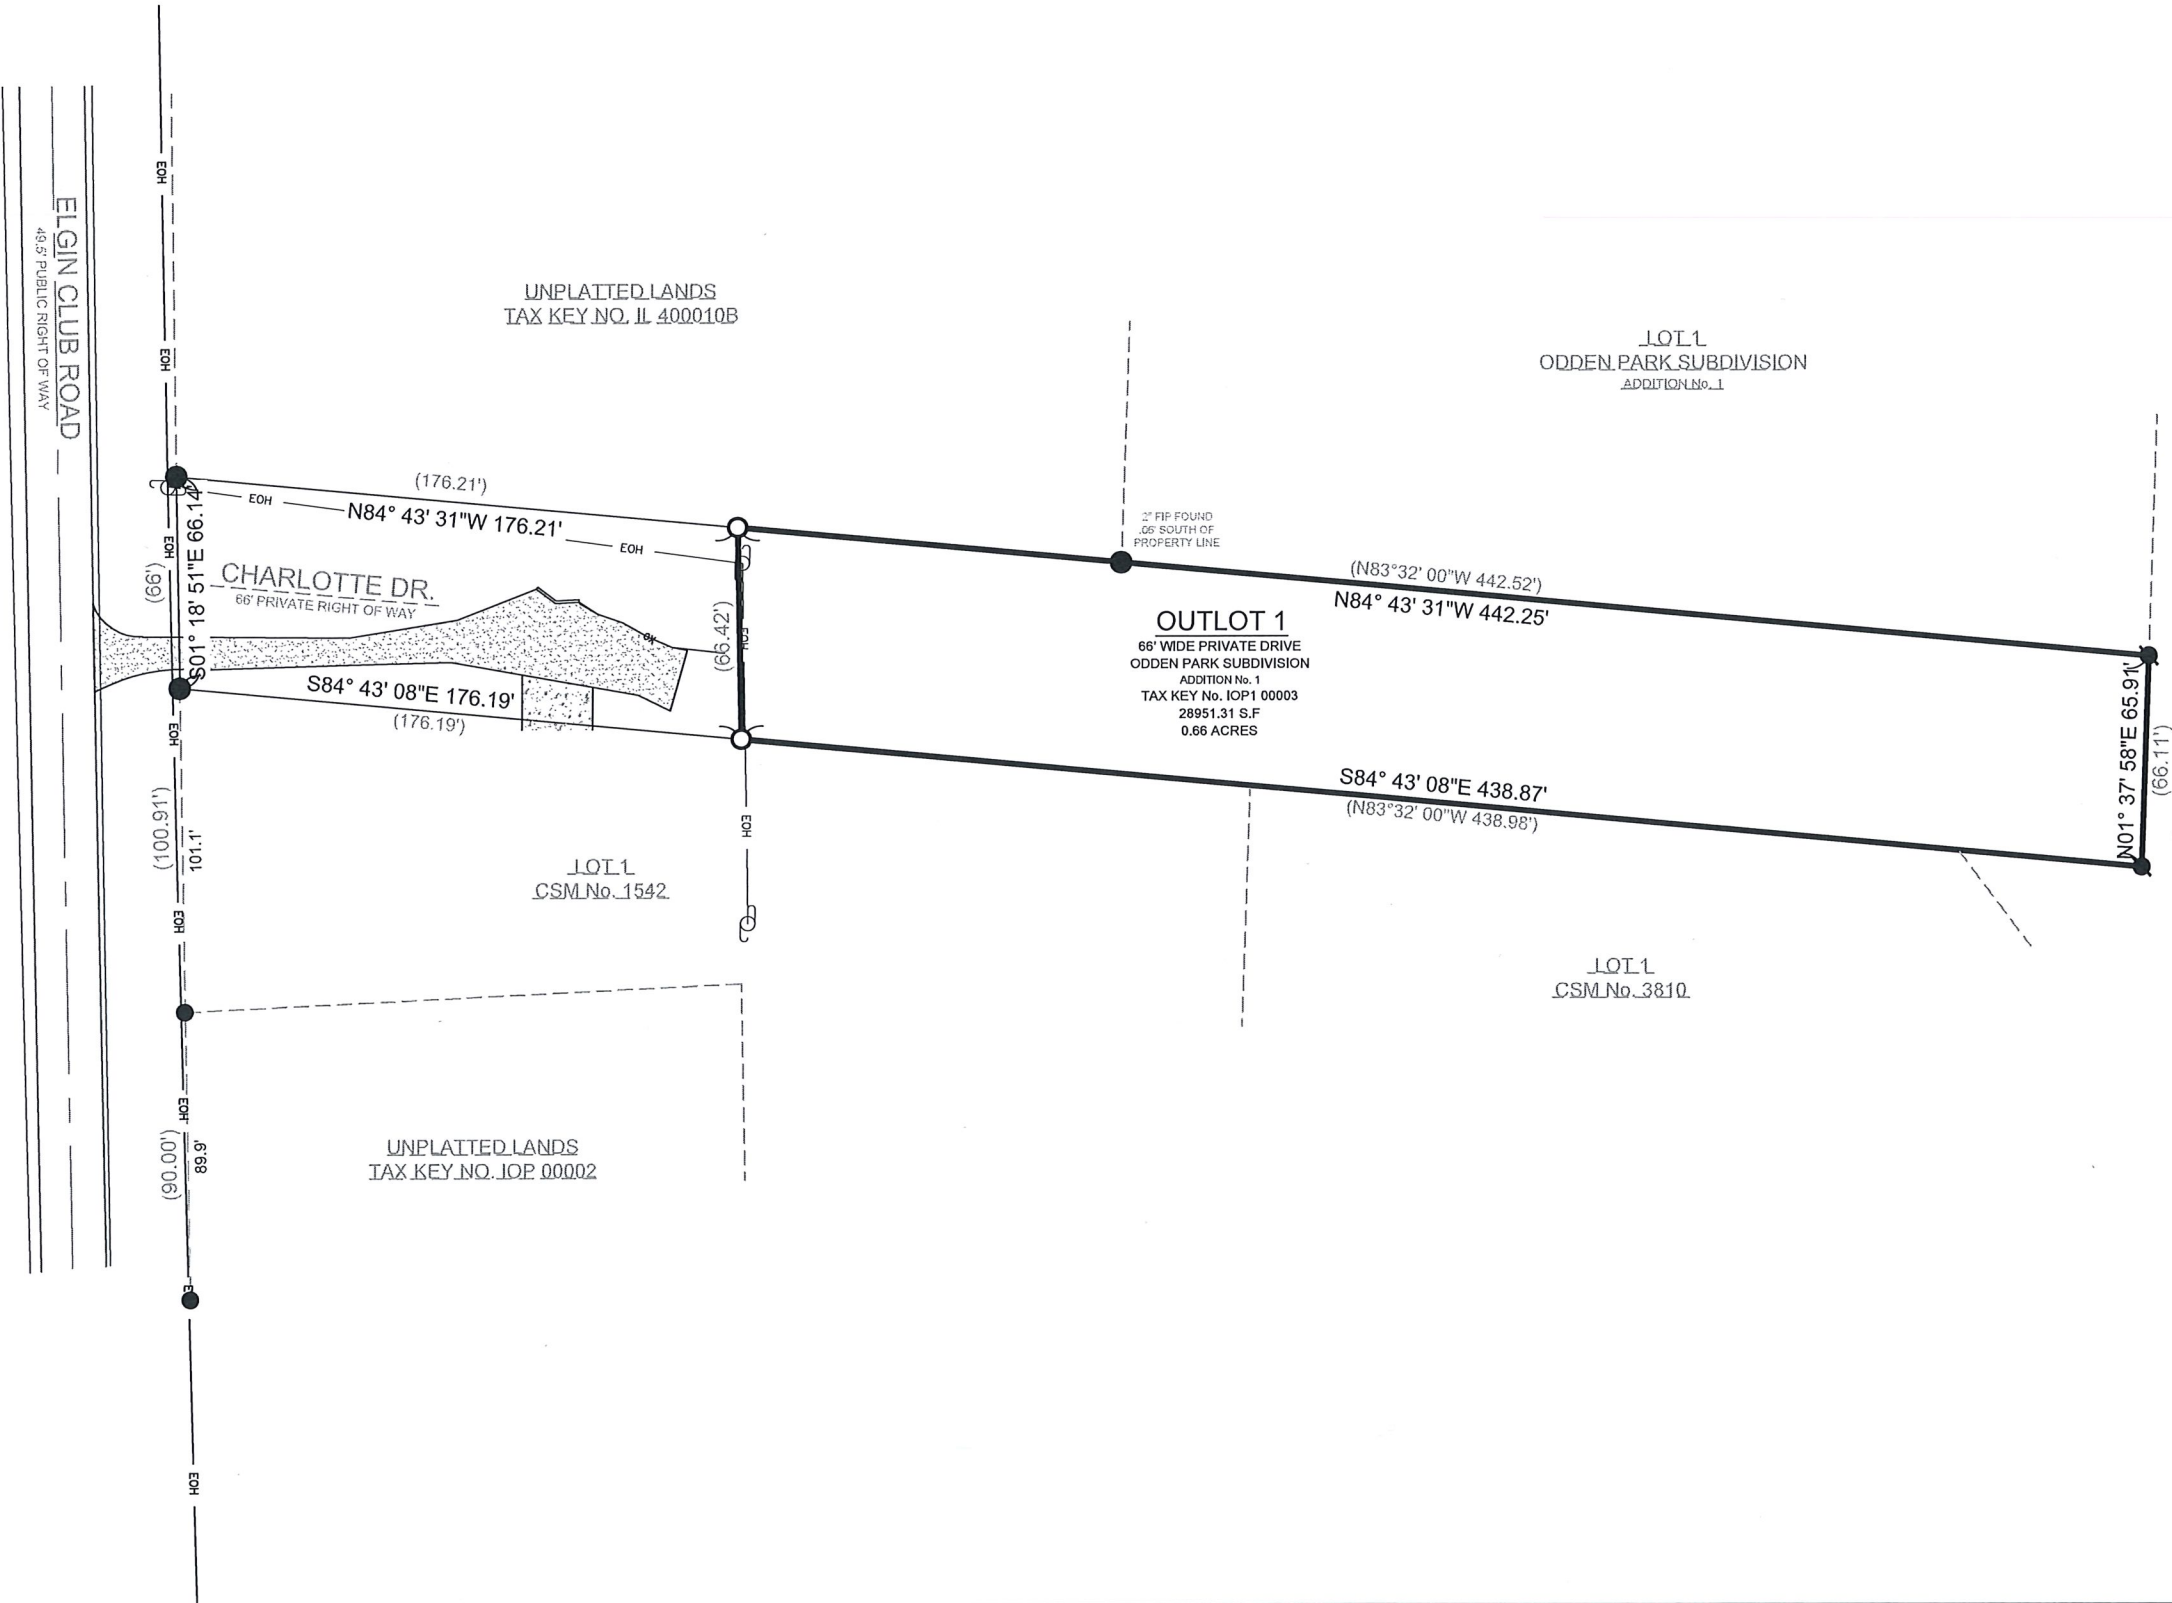 ELGIN CLUB ROAD
49.5' PUBLIC RIGHT OF WAY
EOH
EOH
UNPLATTED LANDS
TAX KEY NO. IL 400010B
LOT 1
ODDEN PARK SUBDIVISION
ADDITION No. 1
(176.21')
EOH
N84° 43' 31"W 176.21'
EOH
EOH
(66')
S01° 18' 51"E 66.14'
CHARLOTTE DR.
66' PRIVATE RIGHT OF WAY
2" FIP FOUND
.06' SOUTH OF
PROPERTY LINE
(N83°32' 00"W 442.52')
N84° 43' 31"W 442.25'
(66.42')
EOH
OUTLOT 1
66' WIDE PRIVATE DRIVE
ODDEN PARK SUBDIVISION
ADDITION No. 1
TAX KEY No. IOP1 00003
28951.31 S.F
0.66 ACRES
S84° 43' 08"E 176.19'
(176.19')
N01° 37' 58"E 65.91'
(66.11')
S84° 43' 08"E 438.87'
(N83°32' 00"W 438.98')
EOH
(100.91')
101.1'
EOH
EOH
LOT 1
CSM No. 1542
LOT 1
CSM No. 3810
EOH
(90.00')
89.9'
UNPLATTED LANDS
TAX KEY NO. IOP 00002
E
EOH